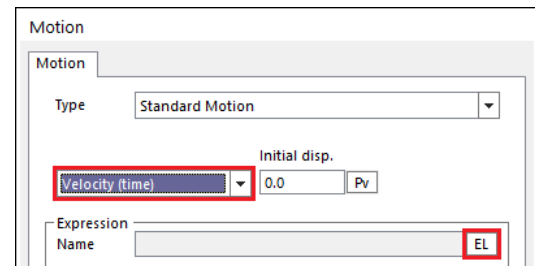 Motion
Motion
Type Standard Motion
Initial disp.
Velocity (time) 0.0 Pv
Expression
Name EL